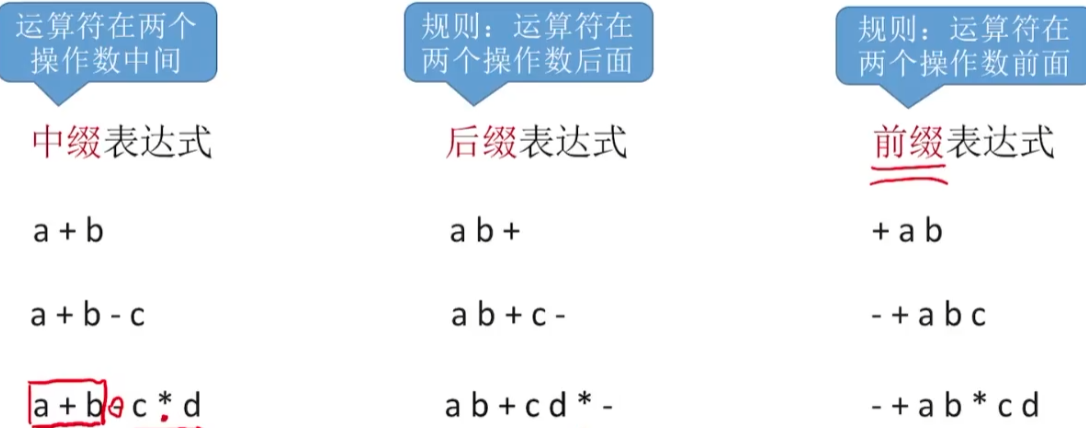 运算符在两个
操作数中间
规则：运算符在
两个操作数后面
规则：运算符在
两个操作数前面
中缀表达式
后缀表达式
前缀表达式
a + b
a b +
+ a b
a + b - c
a b + c -
- + a b c
a + b - c * d
a b + c d * -
- + a b * c d